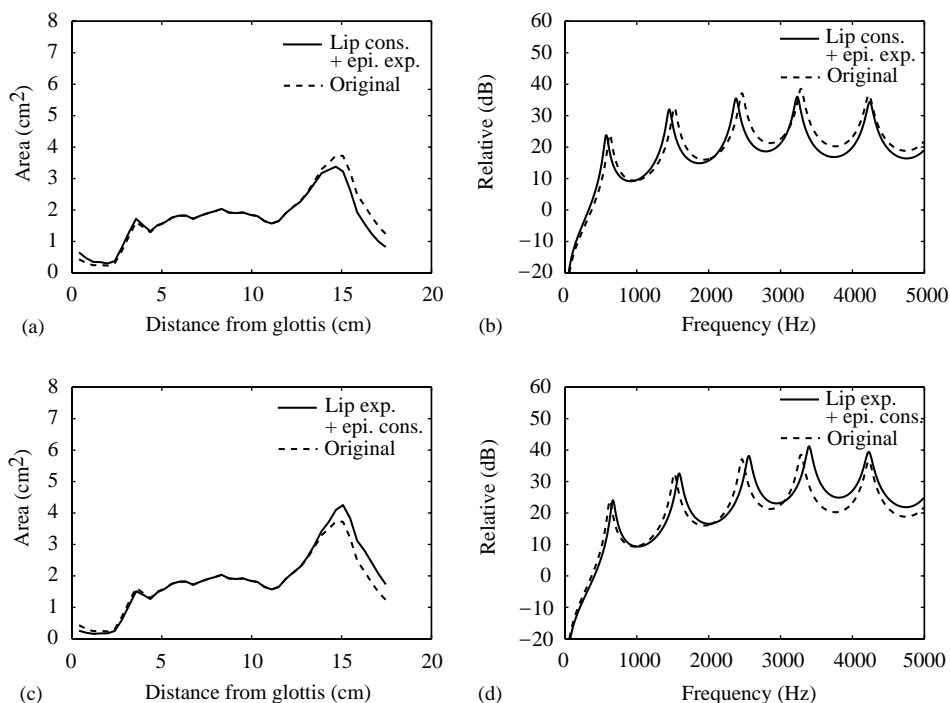 8
7
6
5
4
3
2
1
0
Area (cm2)
Lip cons.
+ epi. exp.
Original
0 5 10 15 20
(a) Distance from glottis (cm)
60
50
40
30
20
10
0
−10
−20
Relative (dB)
Lip cons.
+ epi. exp.
Original
0 1000 2000 3000 4000 5000
(b) Frequency (Hz)
8
7
6
5
4
3
2
1
0
Area (cm2)
Lip exp.
+ epi. cons.
Original
0 5 10 15 20
(c) Distance from glottis (cm)
60
50
40
30
20
10
0
−10
−20
Relative (dB)
Lip exp.
+ epi. cons.
Original
0 1000 2000 3000 4000 5000
(d) Frequency (Hz)